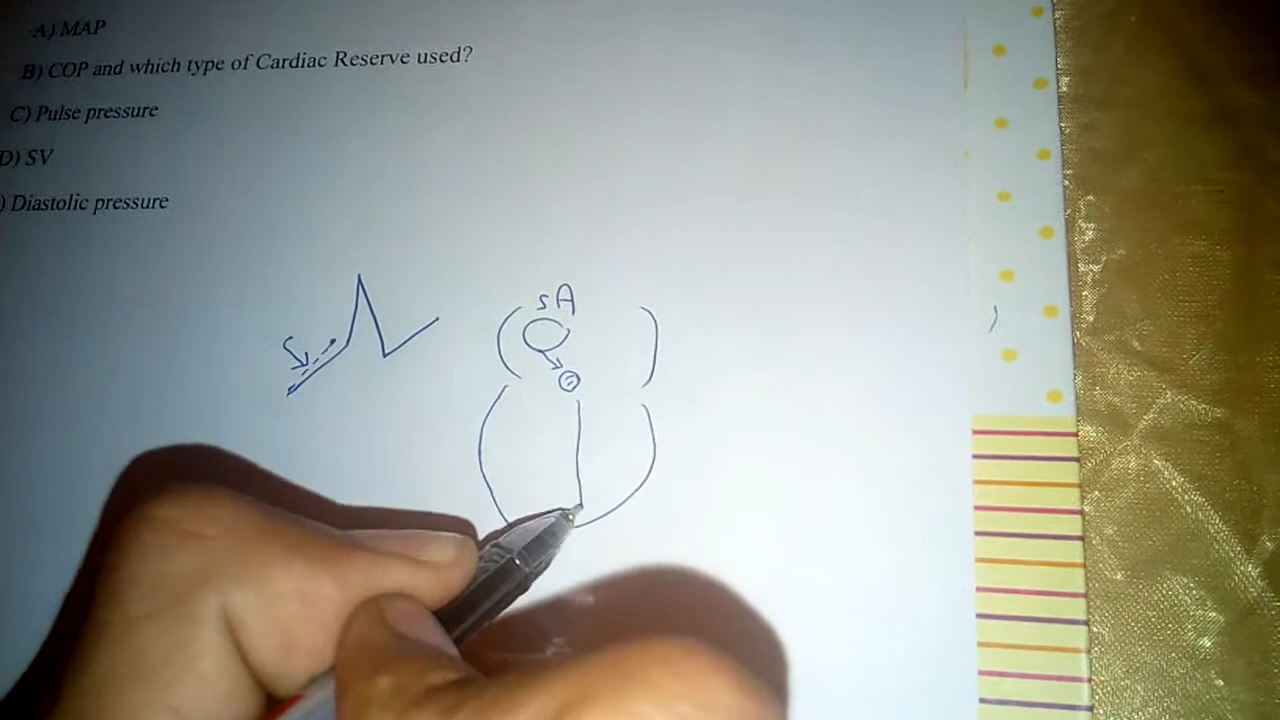 A) MAP
B) COP and which type of Cardiac Reserve used?
C) Pulse pressure
D) SV
) Diastolic pressure
SA